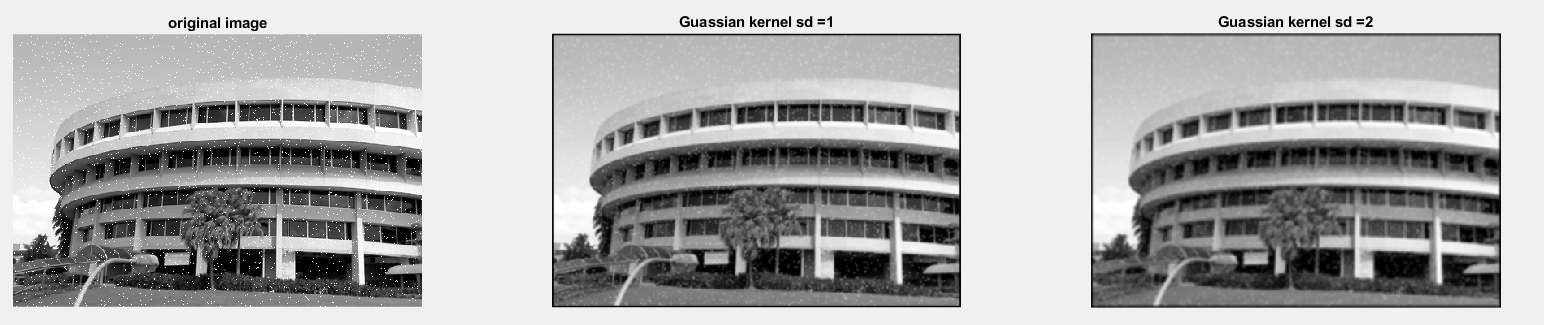 original image
Guassian kernel sd =1
Guassian kernel sd =2